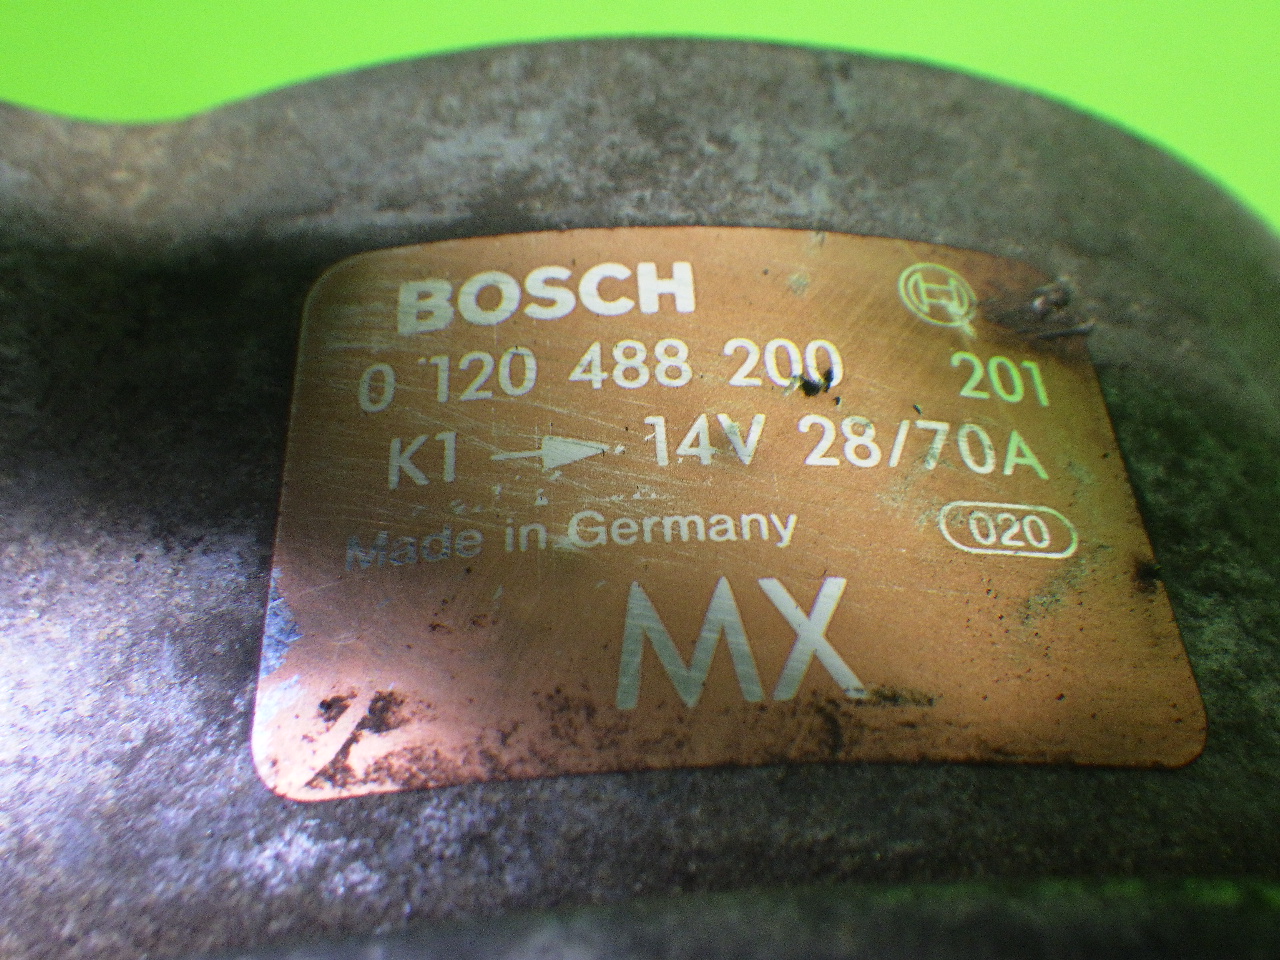 BOSCH
0 120 488 200 201
K1 14V 28/70A
Made in Germany 020
MX